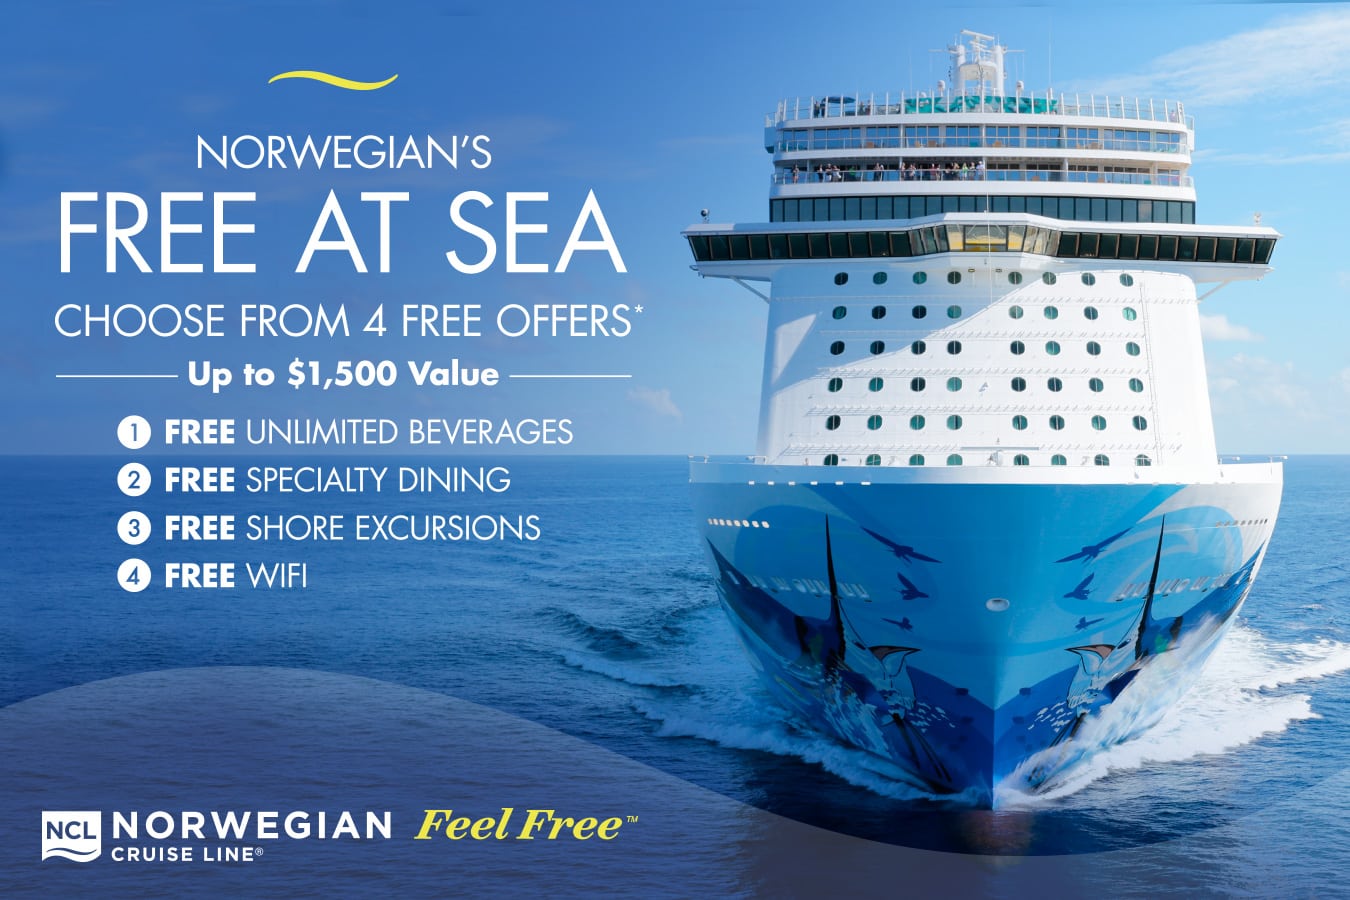 NORWEGIAN'S
FREE AT SEA
CHOOSE FROM 4 FREE OFFERS*
Up to $1,500 Value
1 FREE UNLIMITED BEVERAGES
2 FREE SPECIALTY DINING
3 FREE SHORE EXCURSIONS
4 FREE WIFI
NCL NORWEGIAN Feel Free™
CRUISE LINE®